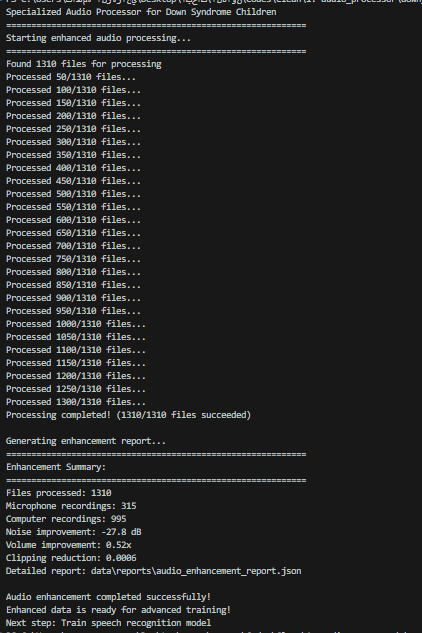 Specialized Audio Processor for Down Syndrome Children
============================================================
Starting enhanced audio processing...
============================================================
Found 1310 files for processing
Processed 50/1310 files...
Processed 100/1310 files...
Processed 150/1310 files...
Processed 200/1310 files...
Processed 250/1310 files...
Processed 300/1310 files...
Processed 350/1310 files...
Processed 400/1310 files...
Processed 450/1310 files...
Processed 500/1310 files...
Processed 550/1310 files...
Processed 600/1310 files...
Processed 650/1310 files...
Processed 700/1310 files...
Processed 750/1310 files...
Processed 800/1310 files...
Processed 850/1310 files...
Processed 900/1310 files...
Processed 950/1310 files...
Processed 1000/1310 files...
Processed 1050/1310 files...
Processed 1100/1310 files...
Processed 1150/1310 files...
Processed 1200/1310 files...
Processed 1250/1310 files...
Processed 1300/1310 files...
Processing completed! (1310/1310 files succeeded)
Generating enhancement report...
============================================================
Enhancement Summary:
============================================================
Files processed: 1310
Microphone recordings: 315
Computer recordings: 995
Noise improvement: -27.8 dB
Volume improvement: 0.52x
Clipping reduction: 0.0006
Detailed report: data\reports\audio_enhancement_report.json
Audio enhancement completed successfully!
Enhanced data is ready for advanced training!
Next step: Train speech recognition model